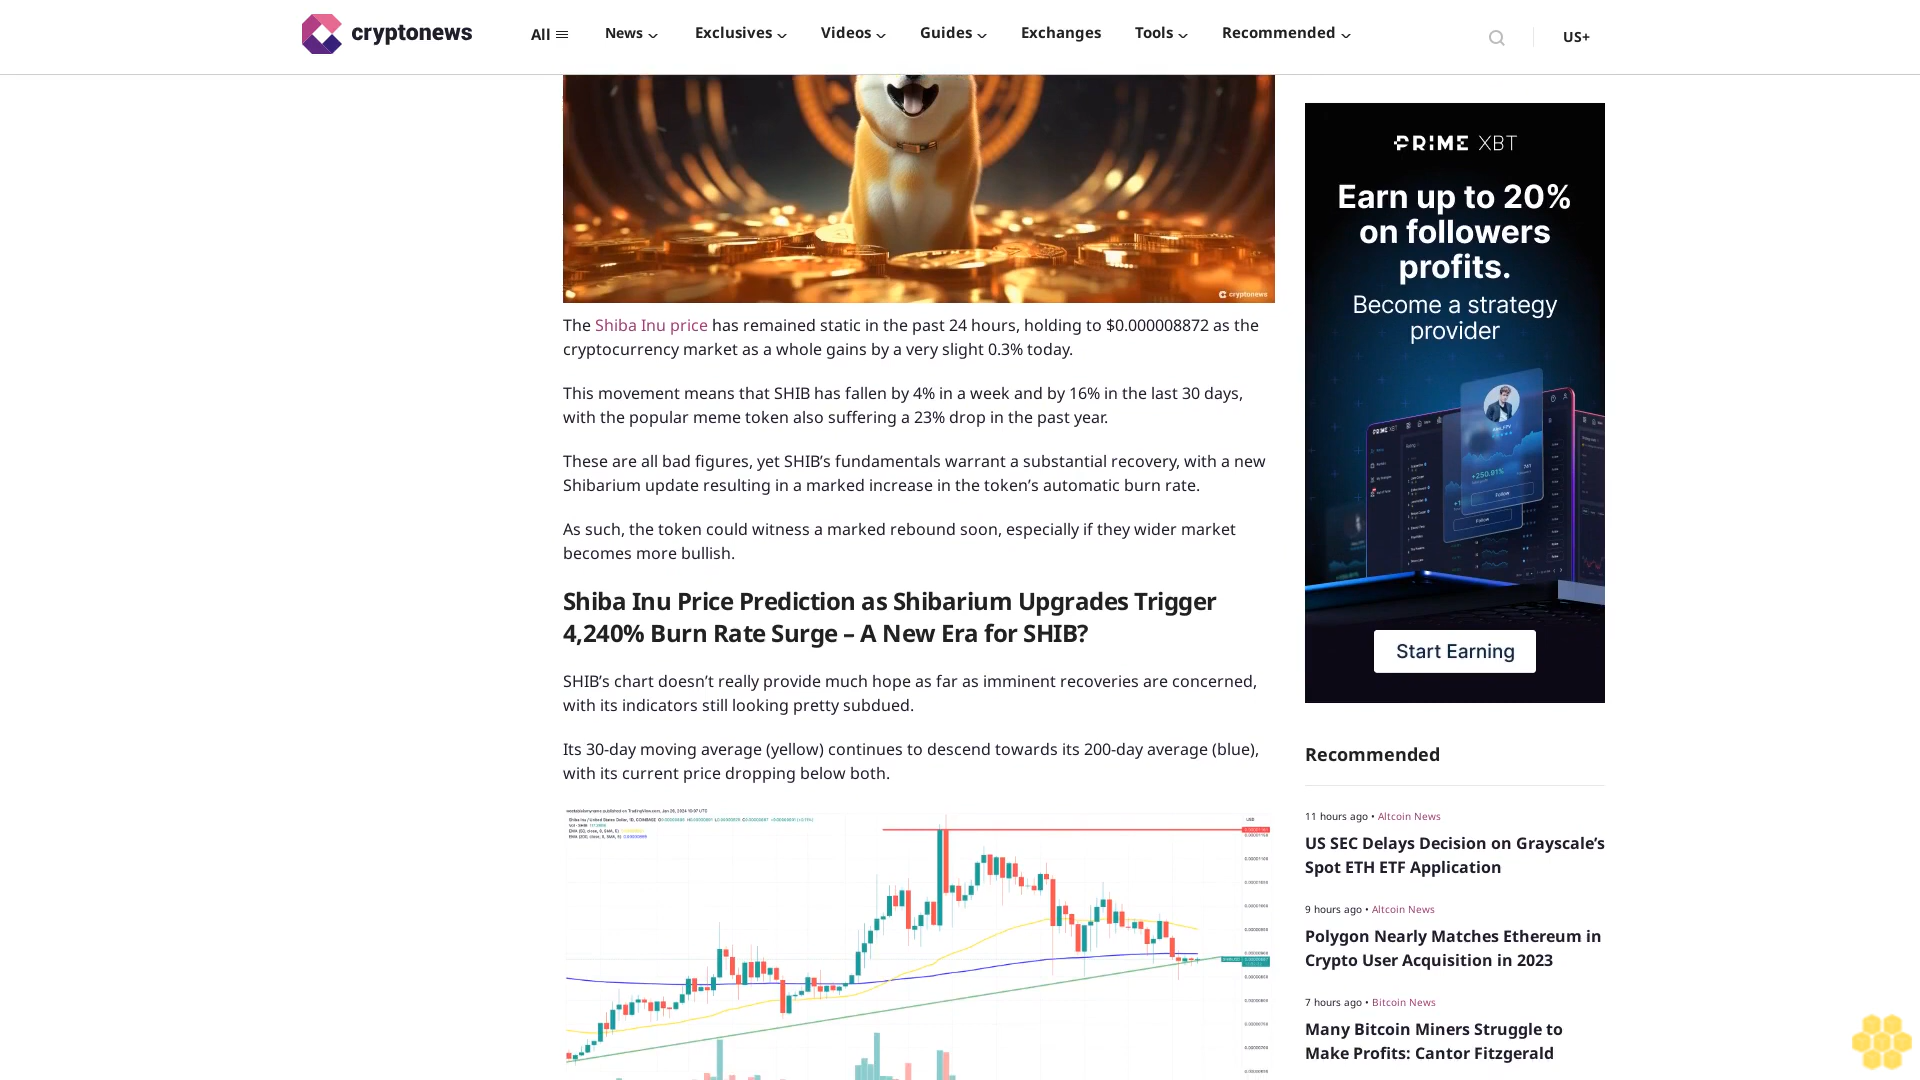 cryptonews
All
News
Exclusives
Videos
Guides
Exchanges
Tools
Recommended
US+
cryptonews
The Shiba Inu price has remained static in the past 24 hours, holding to $0.000008872 as the
cryptocurrency market as a whole gains by a very slight 0.3% today.
This movement means that SHIB has fallen by 4% in a week and by 16% in the last 30 days,
with the popular meme token also suffering a 23% drop in the past year.
These are all bad figures, yet SHIB’s fundamentals warrant a substantial recovery, with a new
Shibarium update resulting in a marked increase in the token’s automatic burn rate.
As such, the token could witness a marked rebound soon, especially if they wider market
becomes more bullish.
Shiba Inu Price Prediction as Shibarium Upgrades Trigger
4,240% Burn Rate Surge – A New Era for SHIB?
SHIB’s chart doesn’t really provide much hope as far as imminent recoveries are concerned,
with its indicators still looking pretty subdued.
Its 30-day moving average (yellow) continues to descend towards its 200-day average (blue),
with its current price dropping below both.
PRIME XBT
Earn up to 20%
on followers
profits.
Become a strategy
provider
PRIME XBT
+250.81%
Follow
Follow
Start Earning
Recommended
11 hours ago • Altcoin News
US SEC Delays Decision on Grayscale’s
Spot ETH ETF Application
9 hours ago • Altcoin News
Polygon Nearly Matches Ethereum in
Crypto User Acquisition in 2023
7 hours ago • Bitcoin News
Many Bitcoin Miners Struggle to
Make Profits: Cantor Fitzgerald